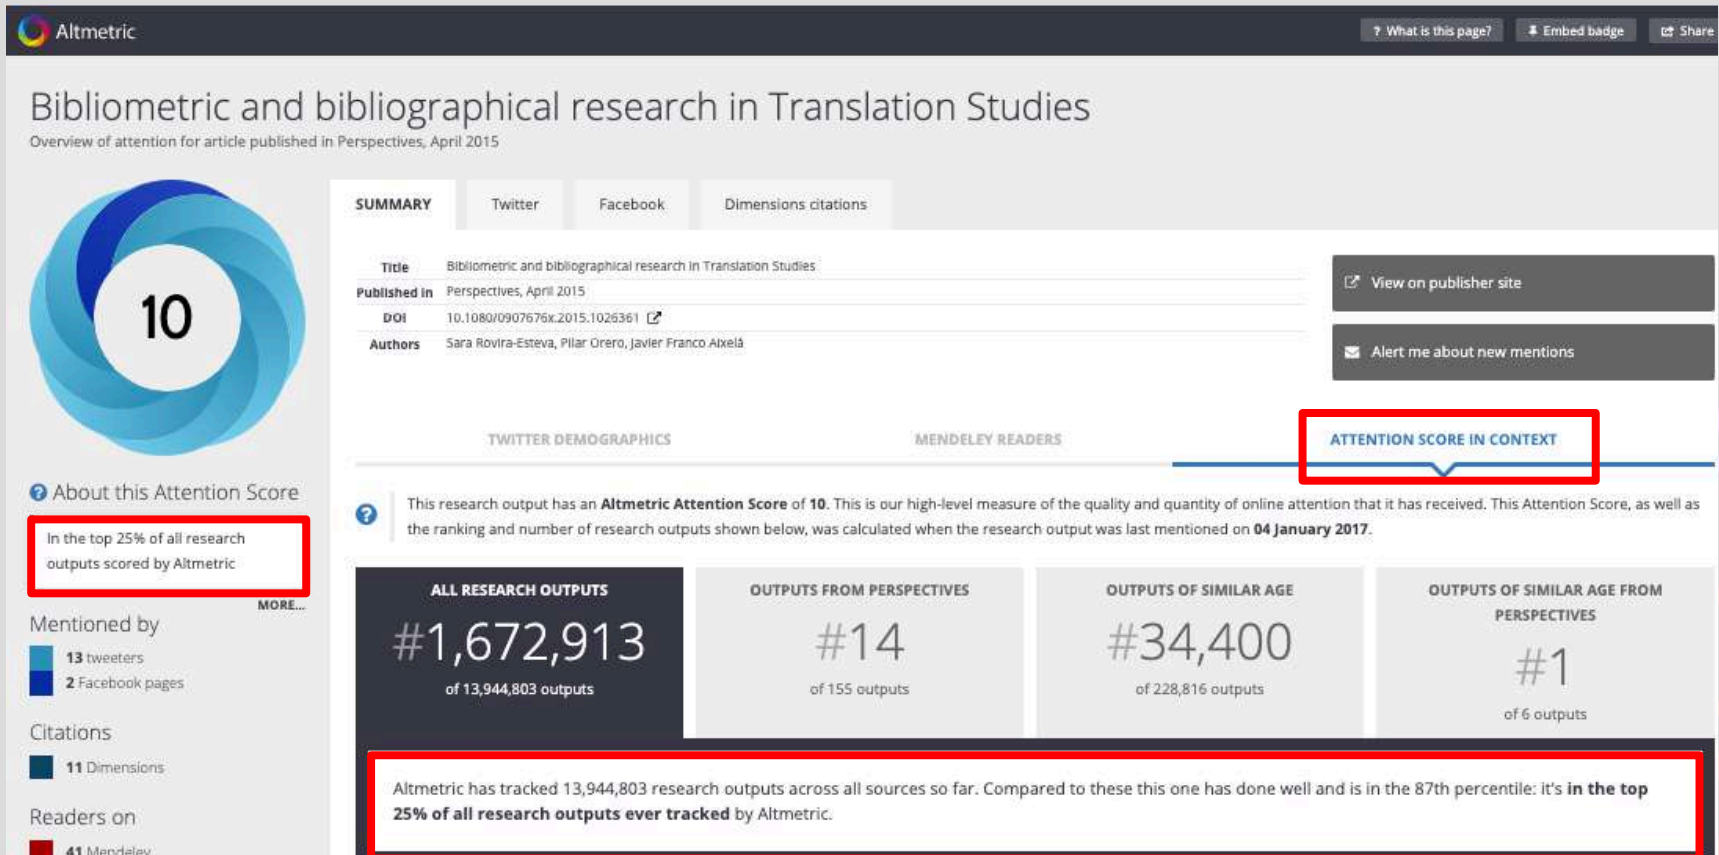 Altmetric
? What is this page?
Embed badge
Share
Bibliometric and bibliographical research in Translation Studies
Overview of attention for article published in Perspectives, April 2015
10
SUMMARY
Twitter
Facebook
Dimensions citations
Title Bibliometric and bibliographical research in Translation Studies
Published in Perspectives, April 2015
DOI 10.1080/0907676x.2015.1026361
Authors Sara Rovira-Esteva, Pilar Orero, Javier Franco Aixelá
View on publisher site
Alert me about new mentions
? About this Attention Score
In the top 25% of all research
outputs scored by Altmetric
MORE...
Mentioned by
13 tweeters
2 Facebook pages
Citations
11 Dimensions
Readers on
41 Mendeley
TWITTER DEMOGRAPHICS
MENDELEY READERS
ATTENTION SCORE IN CONTEXT
?
This research output has an Altmetric Attention Score of 10. This is our high-level measure of the quality and quantity of online attention that it has received. This Attention Score, as well as
the ranking and number of research outputs shown below, was calculated when the research output was last mentioned on 04 January 2017.
ALL RESEARCH OUTPUTS
#1,672,913
of 13,944,803 outputs
OUTPUTS FROM PERSPECTIVES
#14
of 155 outputs
OUTPUTS OF SIMILAR AGE
#34,400
of 228,816 outputs
OUTPUTS OF SIMILAR AGE FROM
PERSPECTIVES
#1
of 6 outputs
Altmetric has tracked 13,944,803 research outputs across all sources so far. Compared to these this one has done well and is in the 87th percentile: it's in the top
25% of all research outputs ever tracked by Altmetric.